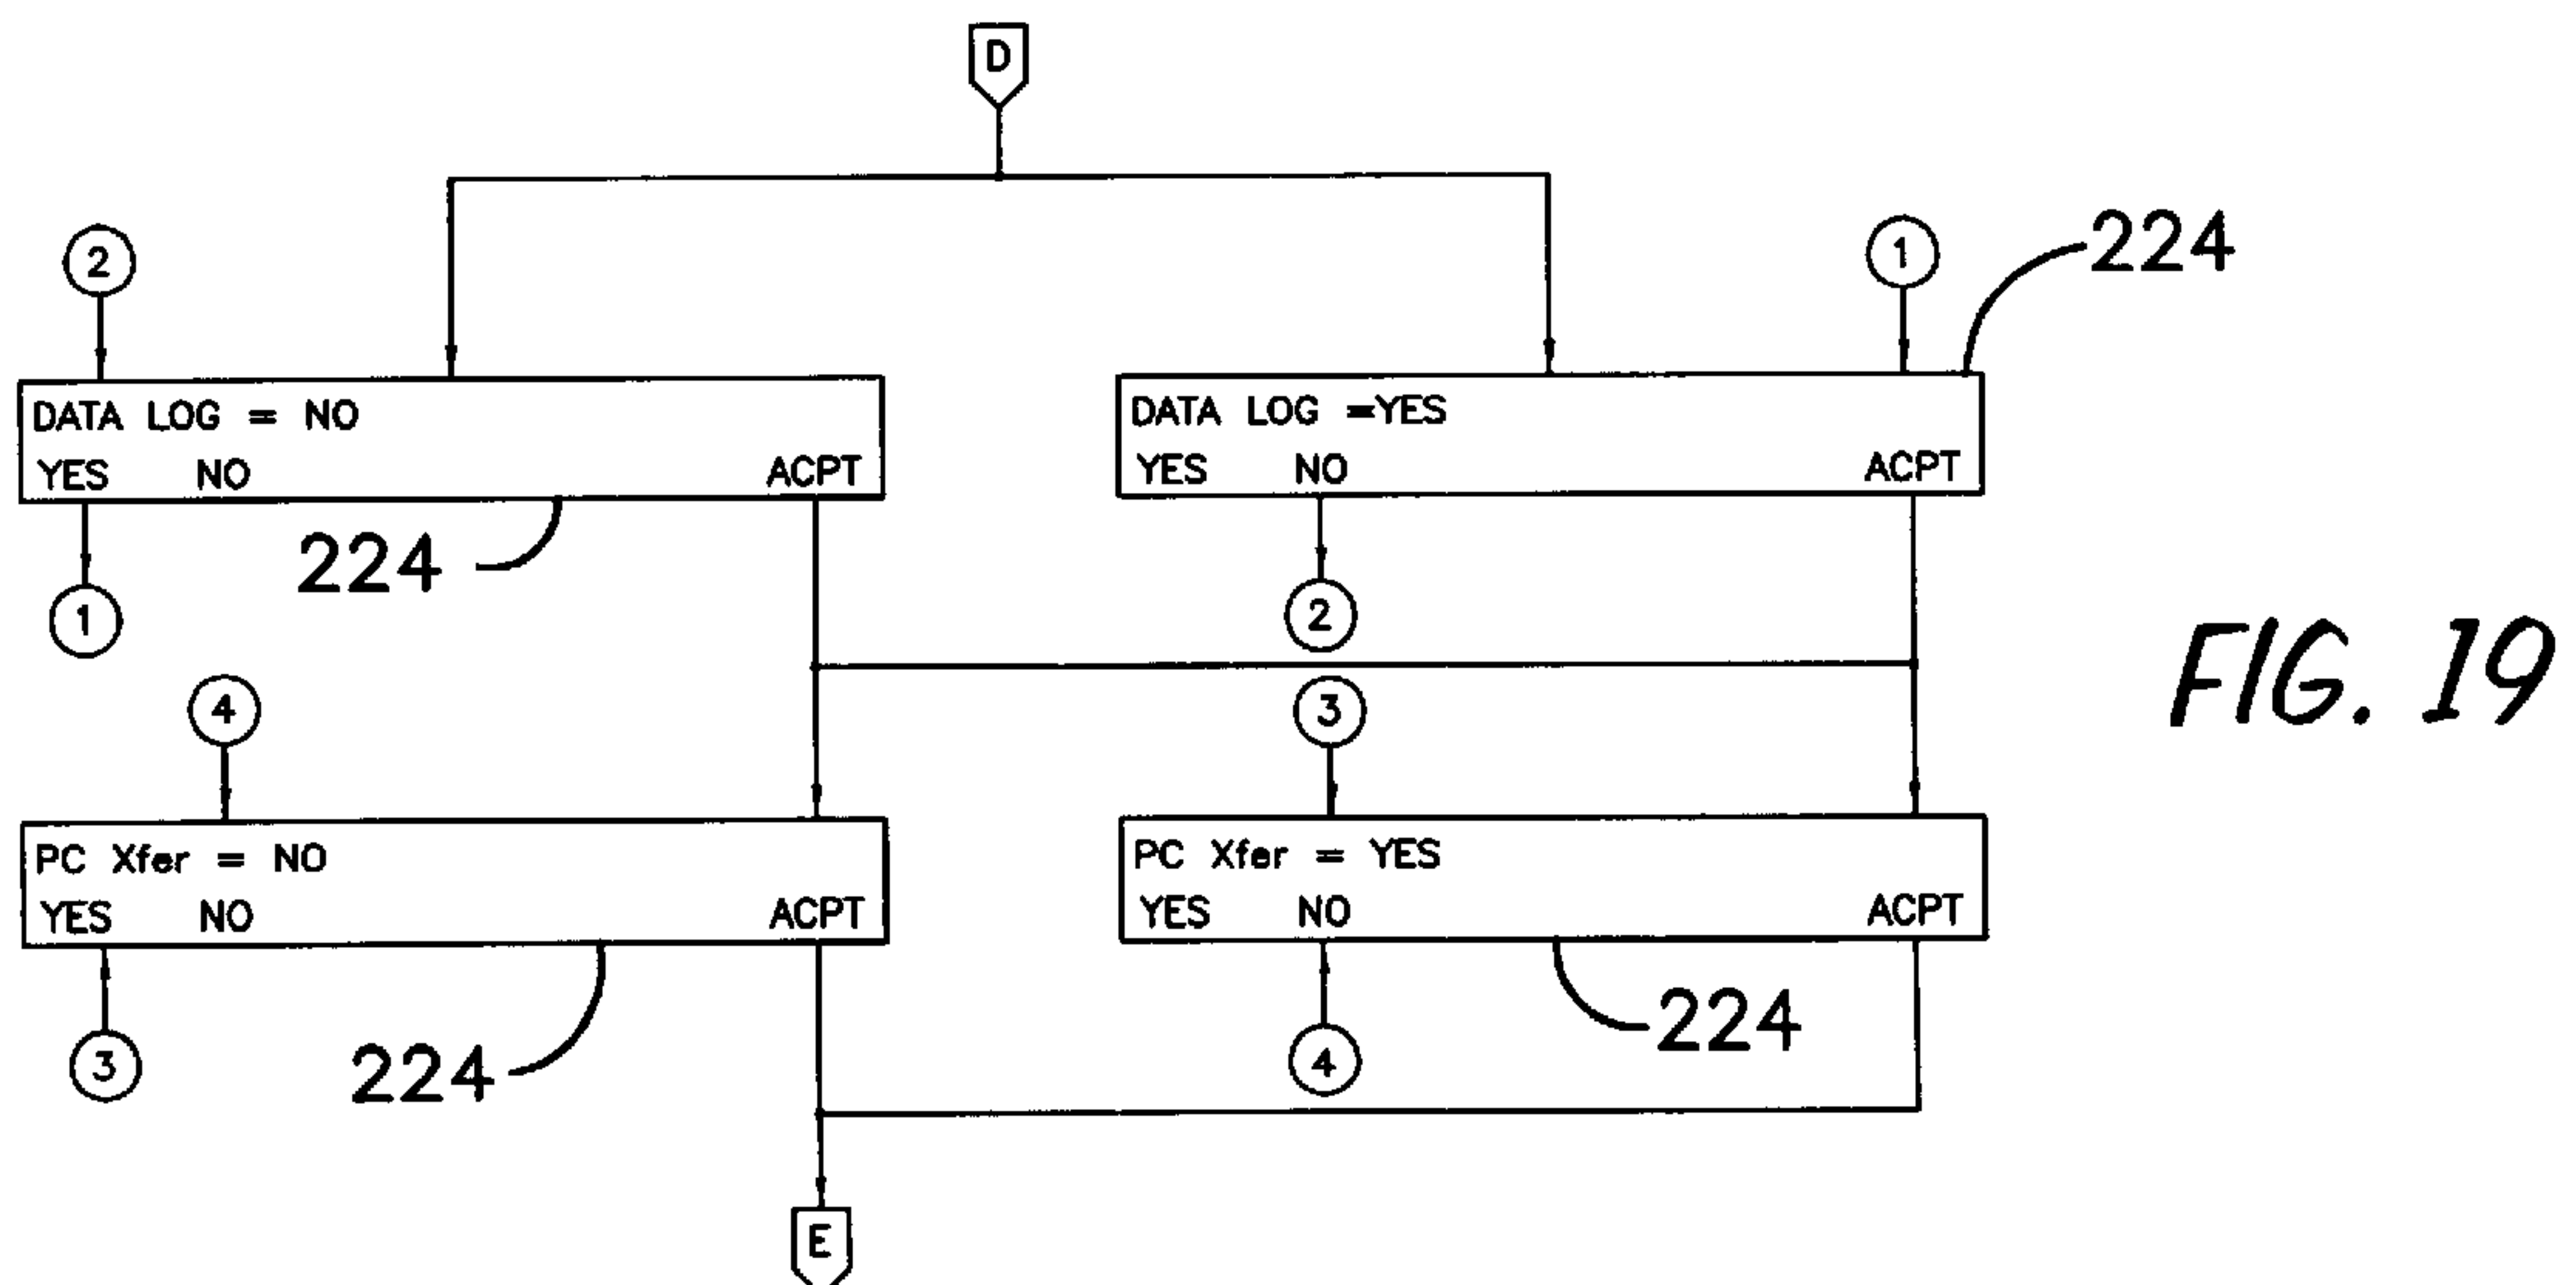 D
2
1
224
DATA LOG = NO
YES NO ACPT
DATA LOG =YES
YES NO ACPT
224
1
2
FIG. 19
4
3
PC Xfer = NO
YES NO ACPT
PC Xfer = YES
YES NO ACPT
3
224
4
224
E